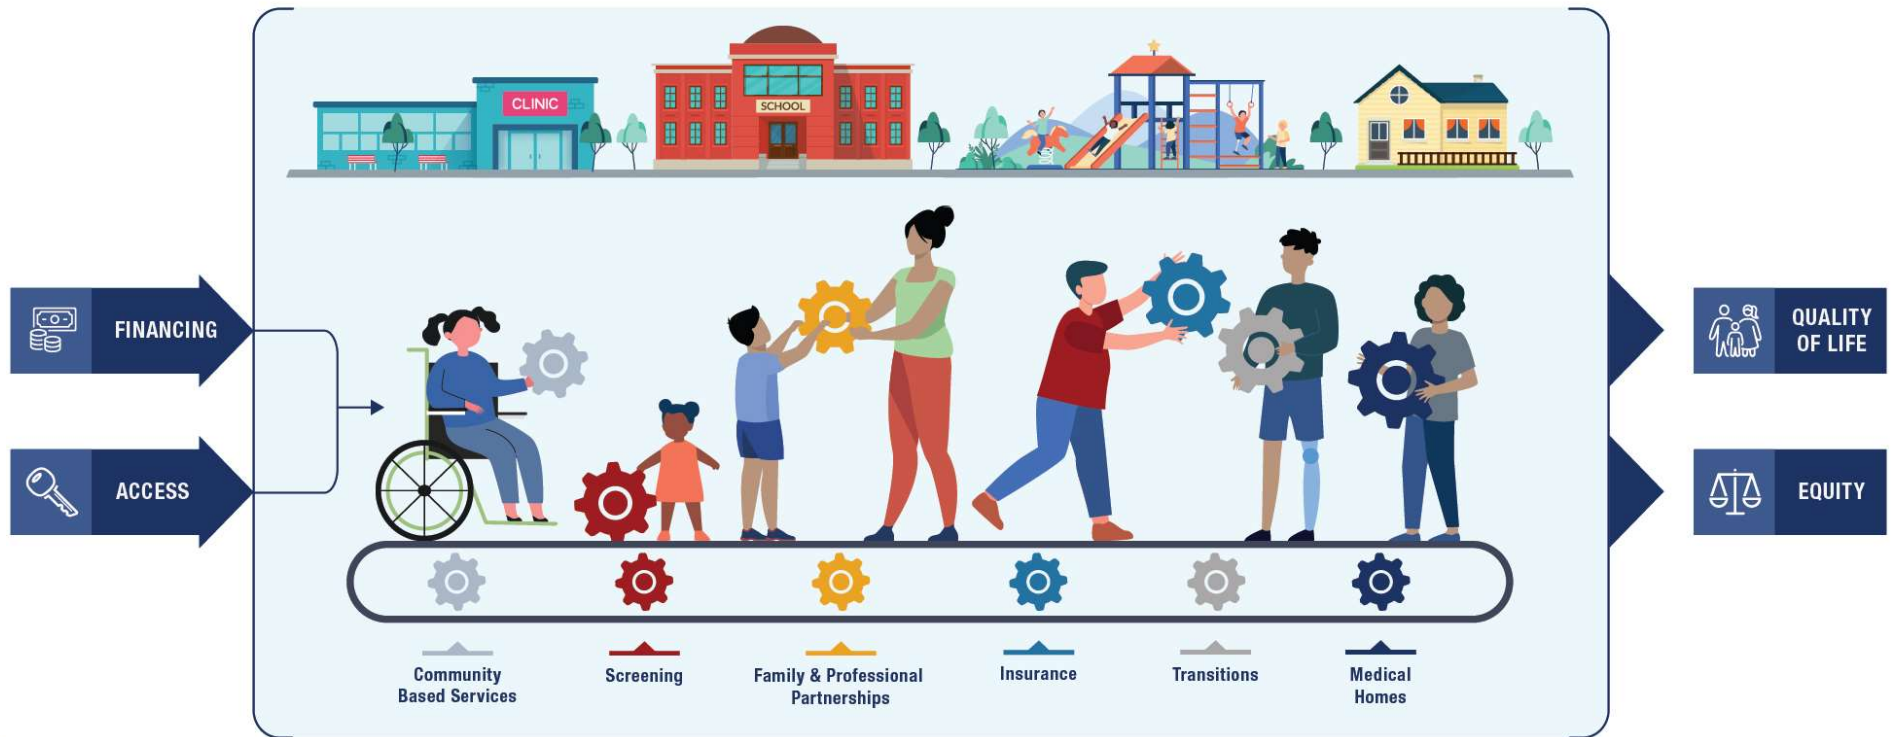 CLINIC
SCHOOL
FINANCING
ACCESS
QUALITY
OF LIFE
EQUITY
Community
Based Services
Screening
Family & Professional
Partnerships
Insurance
Transitions
Medical
Homes